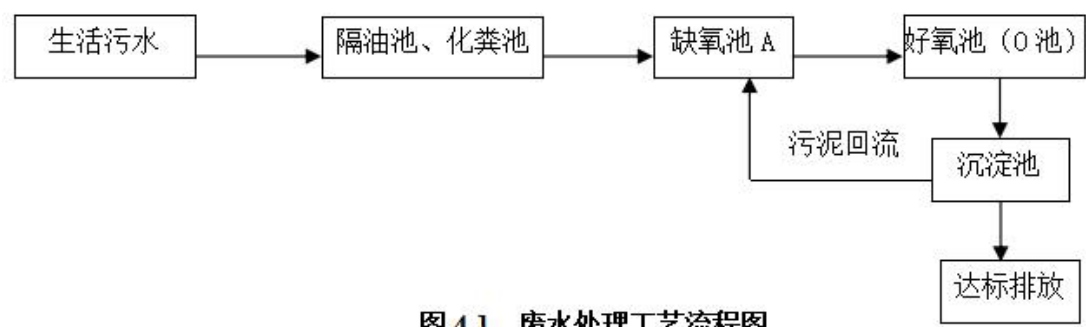 生活污水
隔油池、化粪池
缺氧池 A
好氧池（O 池）
污泥回流
沉淀池
达标排放
图 4.1 废水处理工艺流程图